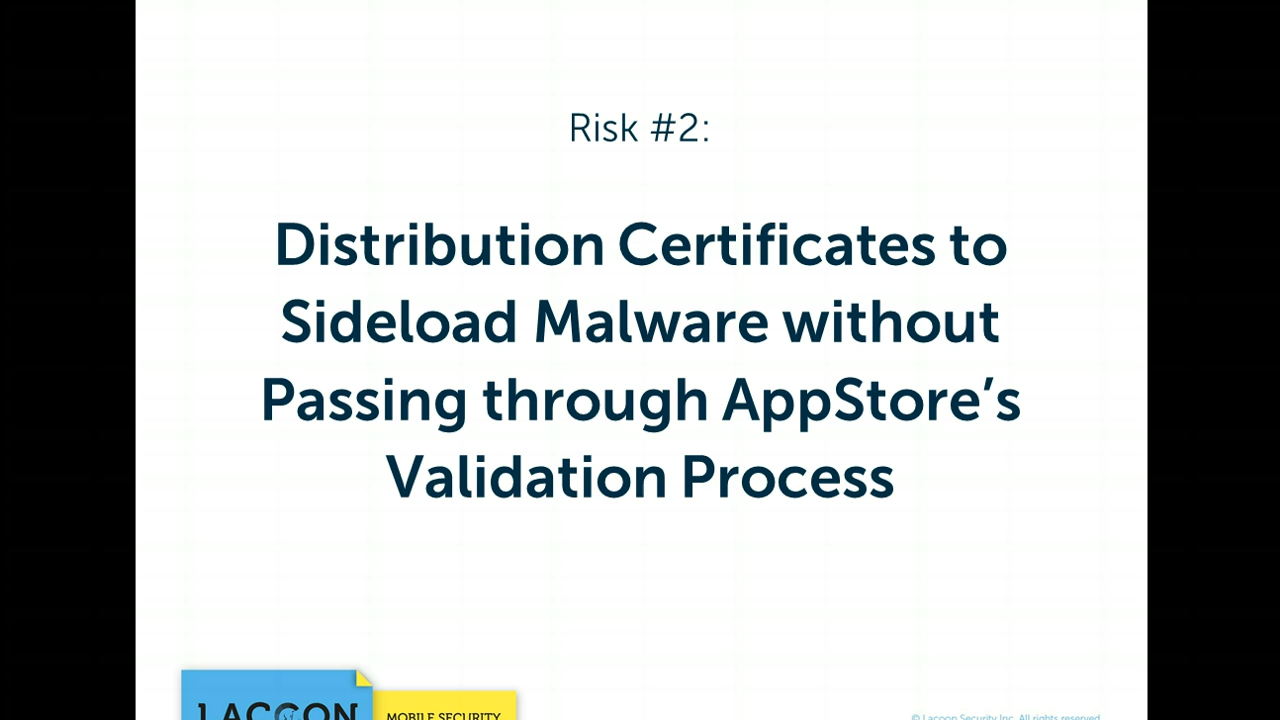 Risk #2:
Distribution Certificates to
Sideload Malware without
Passing through AppStore’s
Validation Process
LACOON
MOBILE SECURITY
© Lacoon Security Inc. All rights reserved